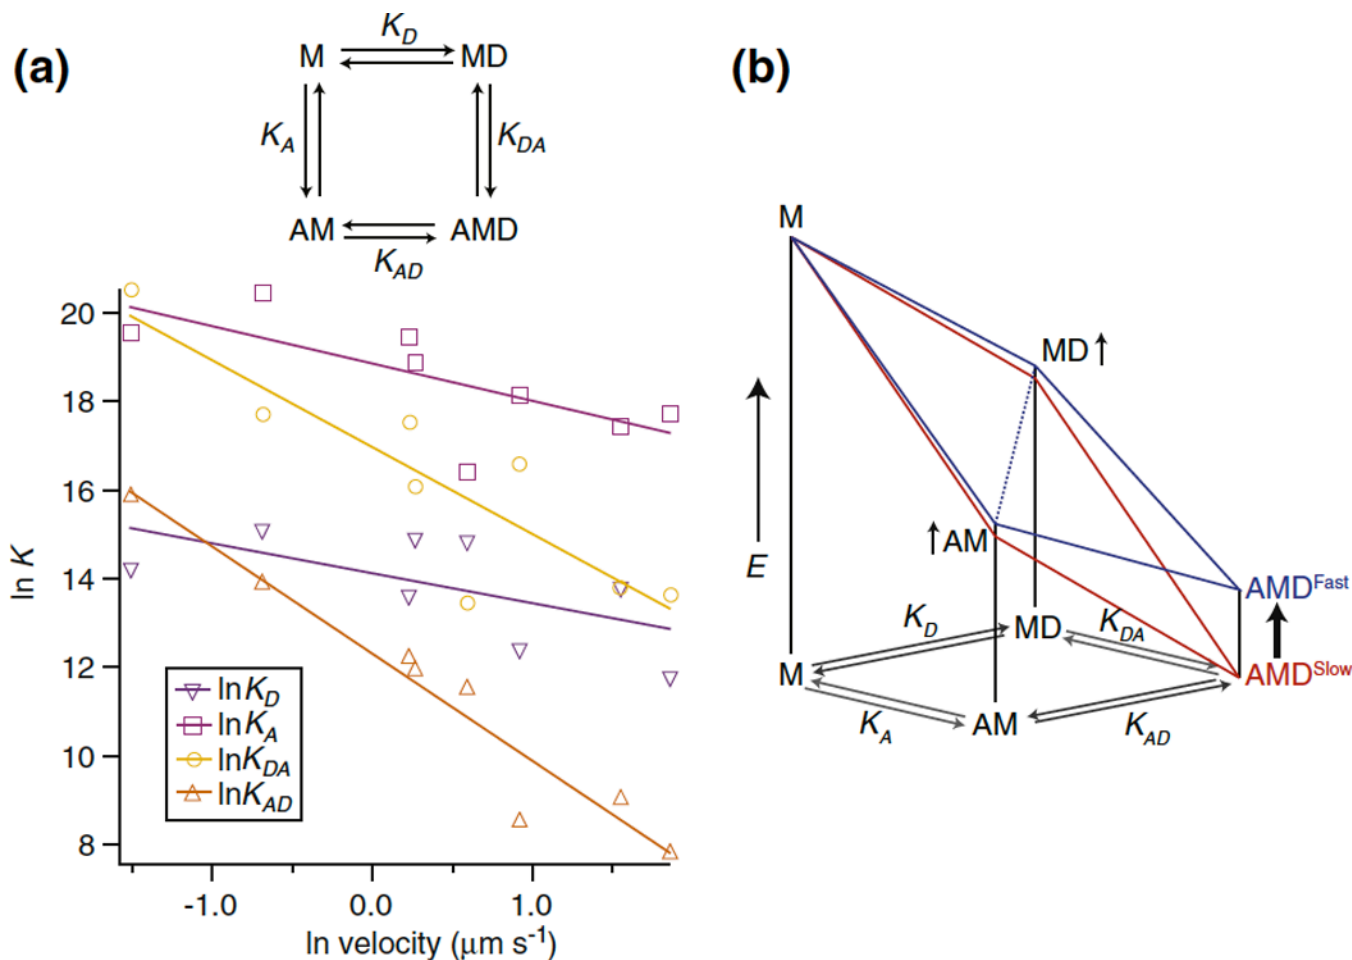 (a)
M
K_D
MD
K_A
K_DA
AM
AMD
K_AD
ln K
20
18
16
14
12
10
8
ln K_D
ln K_A
ln K_DA
ln K_AD
-1.0
0.0
1.0
ln velocity (μm s⁻¹)
(b)
M
MD↑
↑AM
E
AMD^Fast
AMD^Slow
K_D
MD
K_DA
M
K_A
AM
K_AD